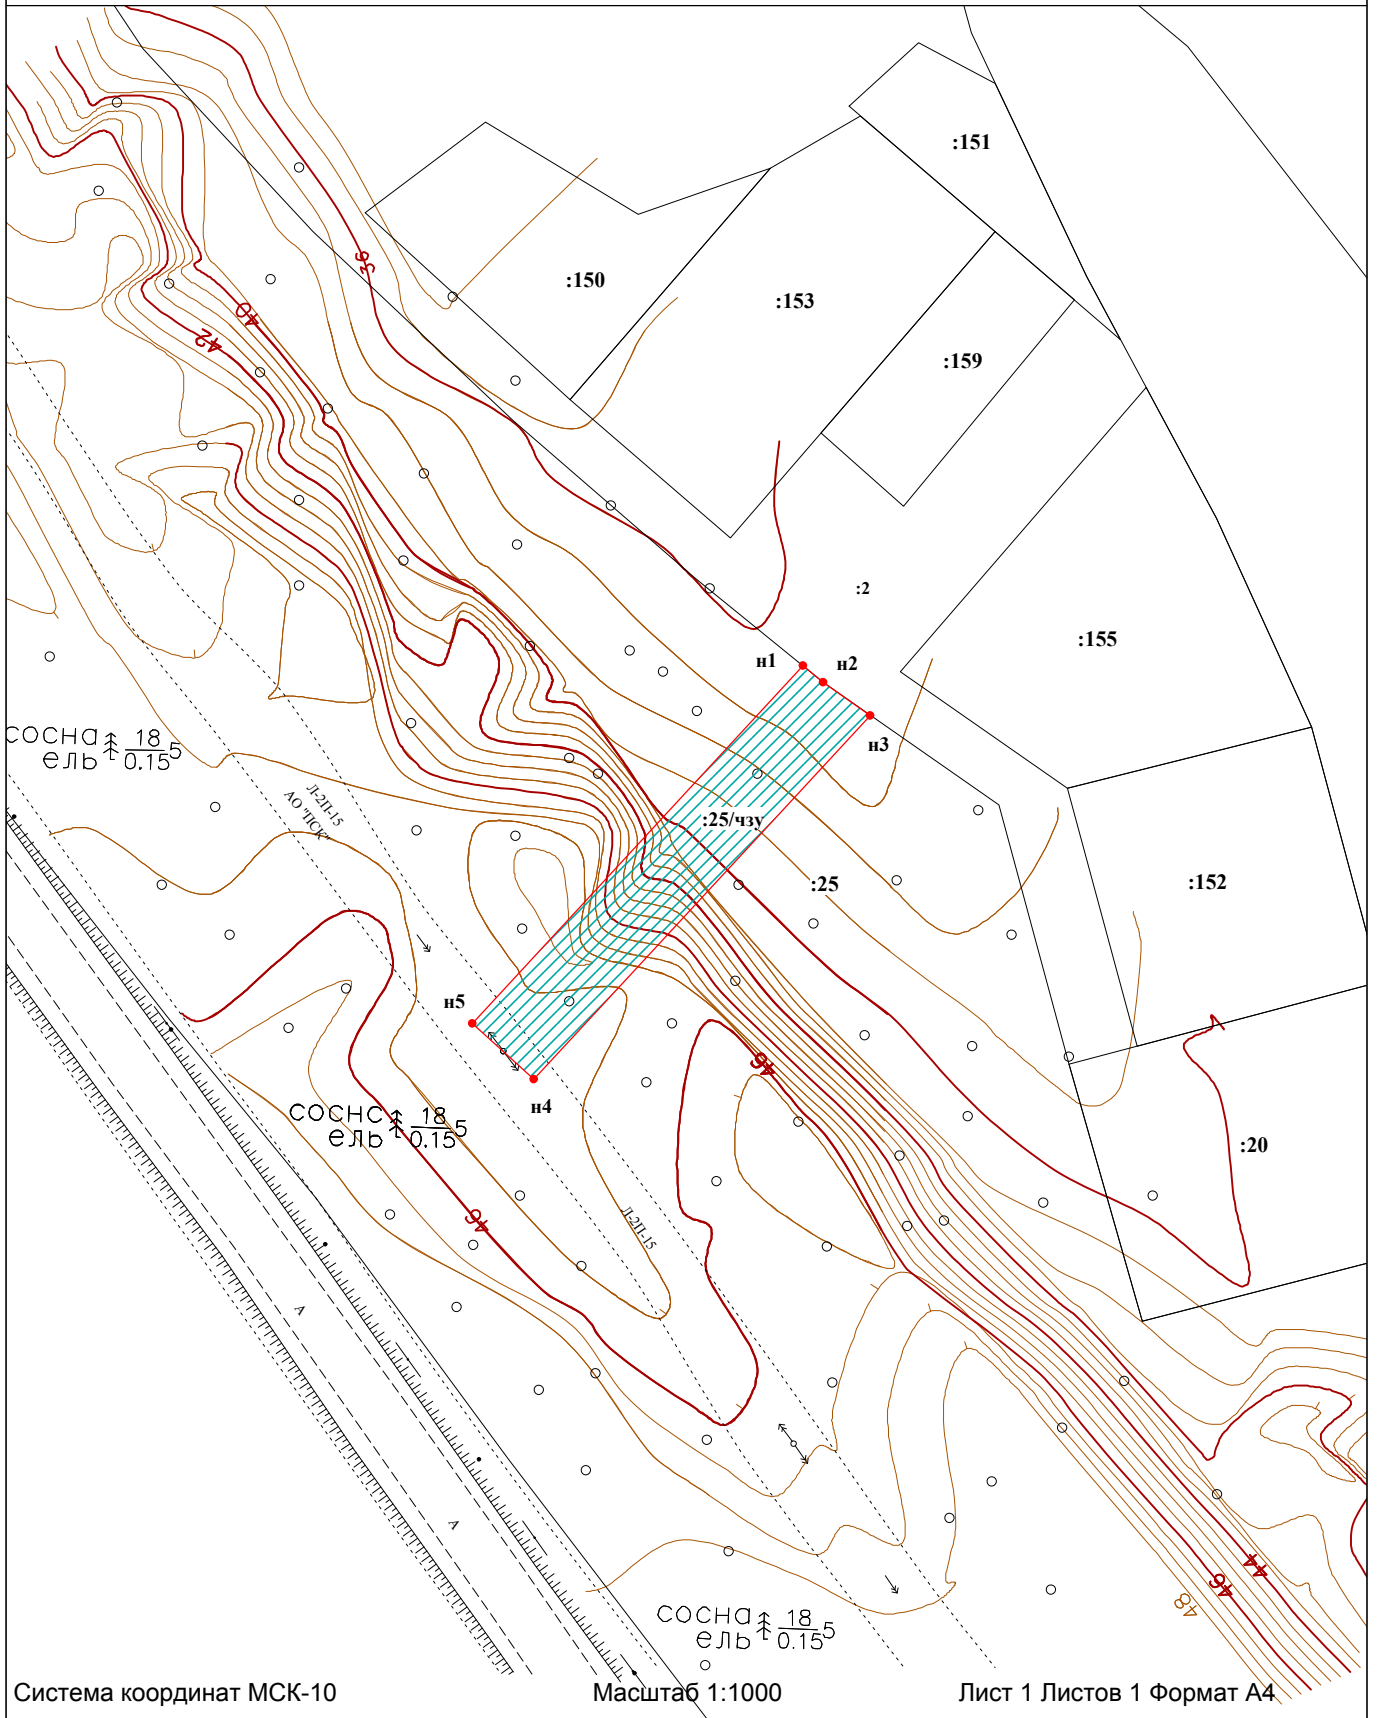 :151
36
:150
:153
40
42
:159
:2
:155
н1
н2
н3
сосна 18 5
ель 0.15
Л-2П-15
АО "ПСК"
:25/чзу
:25
:152
н5
46
н4
сосна 18 5
ель 0.15
:20
46
Л-2П-15
А
А
44
46
48
сосна 18 5
ель 0.15
Система координат МСК-10
Масштаб 1:1000
Лист 1 Листов 1 Формат А4